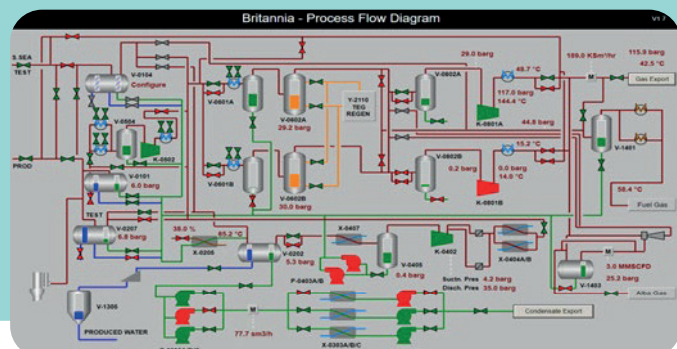 Britannia - Process Flow Diagram
V1.7
S.SEA
TEST
V-0104
Configure
V-0504
K-0502
PROD
V-0101
6.0 barg
TEST
V-0207
6.8 barg
V-1305
PRODUCED WATER
V-0601A
V-0602A
29.2 barg
V-0601B
V-0602B
30.0 barg
Y-2110
TEG
REGEN
29.0 barg
V-0802A
117.0 barg
144.4 °C
K-0801A
48.7 °C
44.8 barg
V-0802B
0.2 barg
K-0801B
15.2 °C
0.0 barg
14.0 °C
189.0 KSm³/hr
M
115.8 barg
42.5 °C
Gas Export
V-1401
58.4 °C
Fuel Gas
38.0 %
X-0205
65.2 °C
V-0202
5.3 barg
X-0407
V-0405
0.4 barg
P-0403A/B
K-0402
X-0404A/B
Suctn. Pres
4.2 barg
Disch. Pres
35.0 barg
M
3.0 MMSCFD
25.2 barg
V-1403
Alba Gas
M
77.7 sm3/h
X-0303A/B/C
Condensate Export